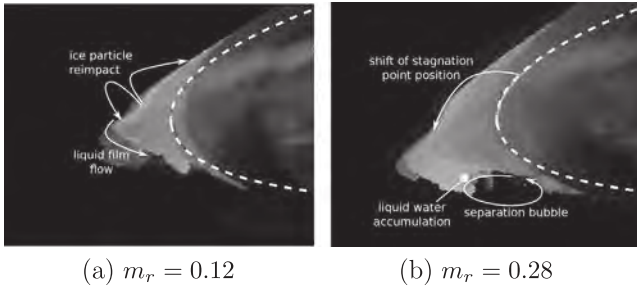 ice particle
reimpact
liquid film
flow
(a) m_r = 0.12
shift of stagnation
point position
liquid water
accumulation
separation bubble
(b) m_r = 0.28